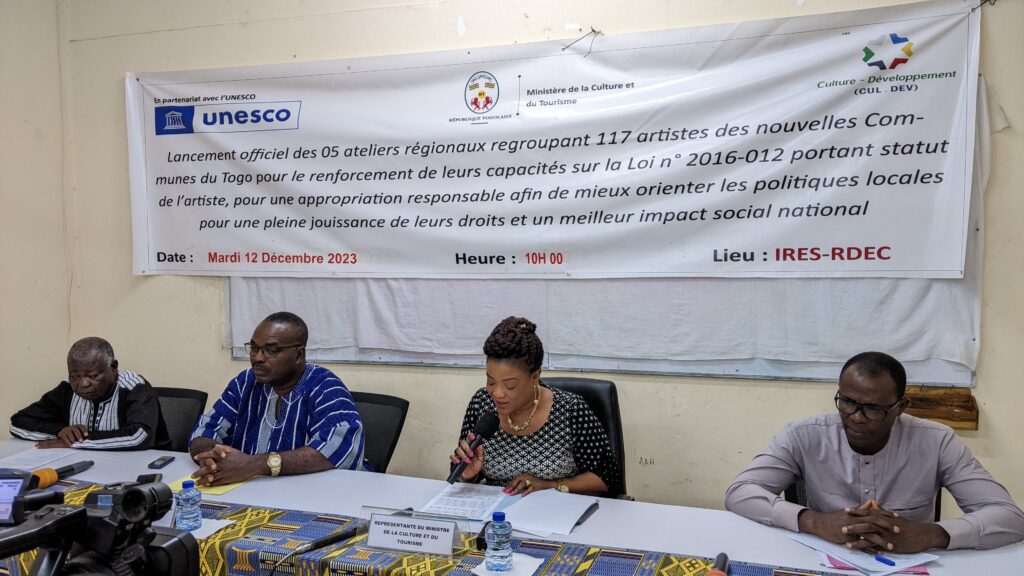 En partenariat avec l'UNESCO
unesco
RÉPUBLIQUE TOGOLAISE
Ministère de la Culture et
du Tourisme
Culture - Développement
(CUL . DEV)
Lancement officiel des 05 ateliers régionaux regroupant 117 artistes des nouvelles Com-
munes du Togo pour le renforcement de leurs capacités sur la Loi n° 2016-012 portant statut
de l'artiste, pour une appropriation responsable afin de mieux orienter les politiques locales
pour une pleine jouissance de leurs droits et un meilleur impact social national
Date : Mardi 12 Décembre 2023 Heure : 10H 00 Lieu : IRES-RDEC
REPRESENTANTE DU MINISTRE
DE LA CULTURE ET DU
TOURISME